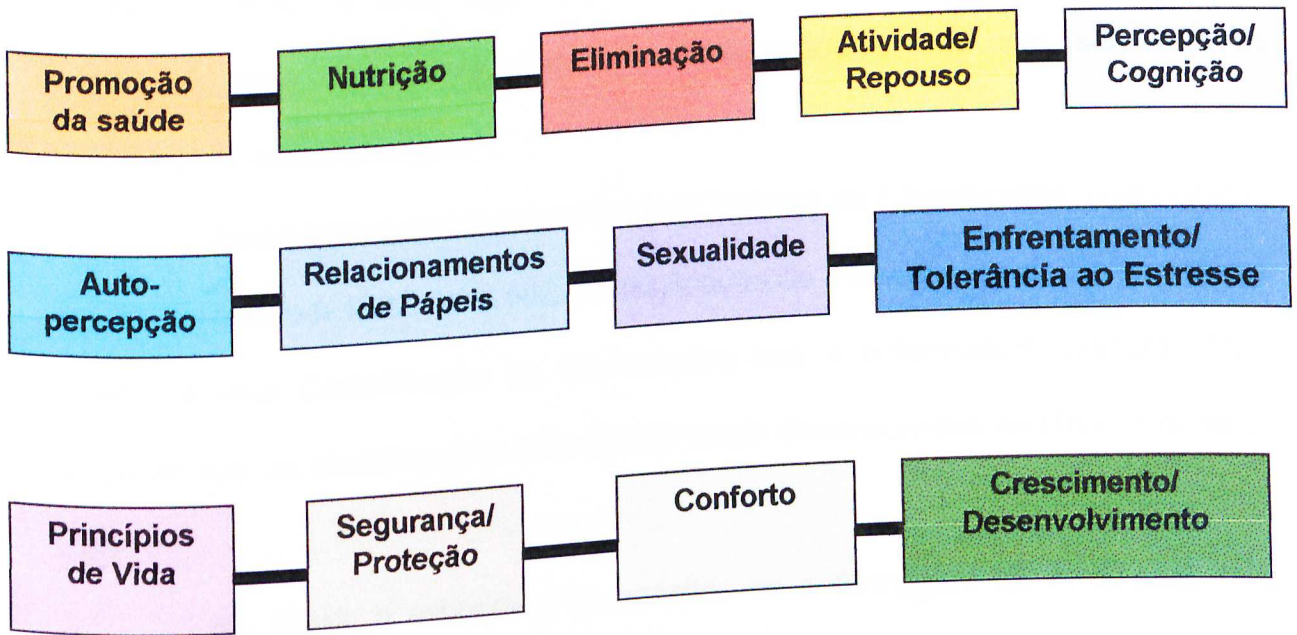 Promoção
da saúde
Nutrição
Eliminação
Atividade/
Repouso
Percepção/
Cognição
Auto-
percepção
Relacionamentos
de Pápeis
Sexualidade
Enfrentamento/
Tolerância ao Estresse
Princípios
de Vida
Segurança/
Proteção
Conforto
Crescimento/
Desenvolvimento